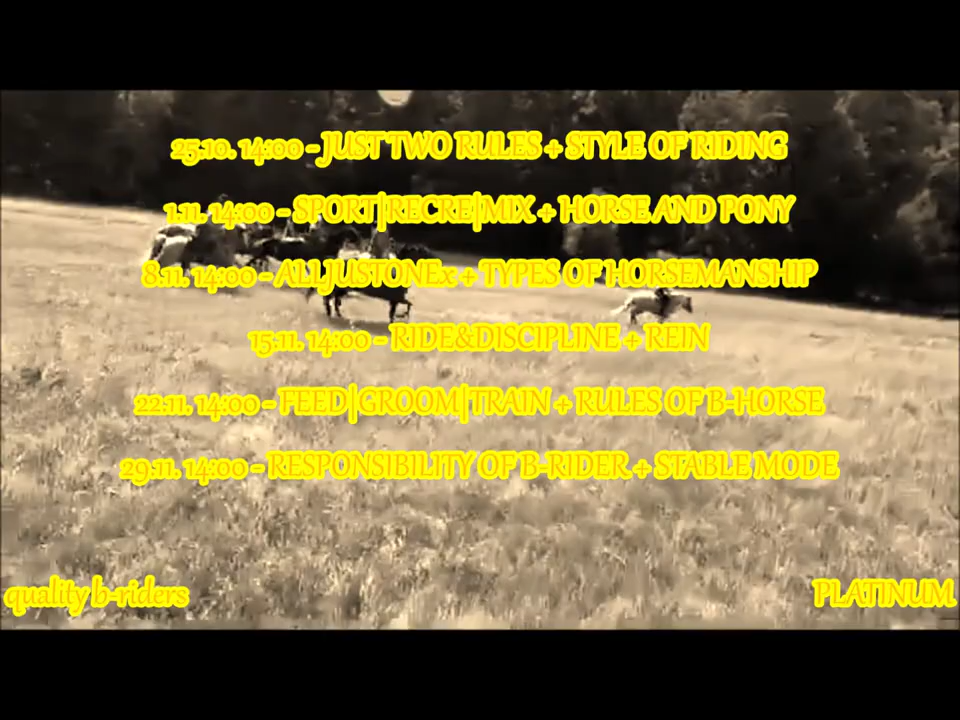 25.10. 14:00 - JUST TWO RULES + STYLE OF RIDING
1.11. 14:00 - SPORT|RECRE|MIX + HORSE AND PONY
8.11. 14:00 - ALLJUSTONEx + TYPES OF HORSEMANSHIP
15.11. 14:00 - RIDE&DISCIPLINE + REIN
22.11. 14:00 - FEED|GROOM|TRAIN + RULES OF B-HORSE
29.11. 14:00 - RESPONSIBILITY OF B-RIDER + STABLE MODE
quality b-riders
PLATINUM